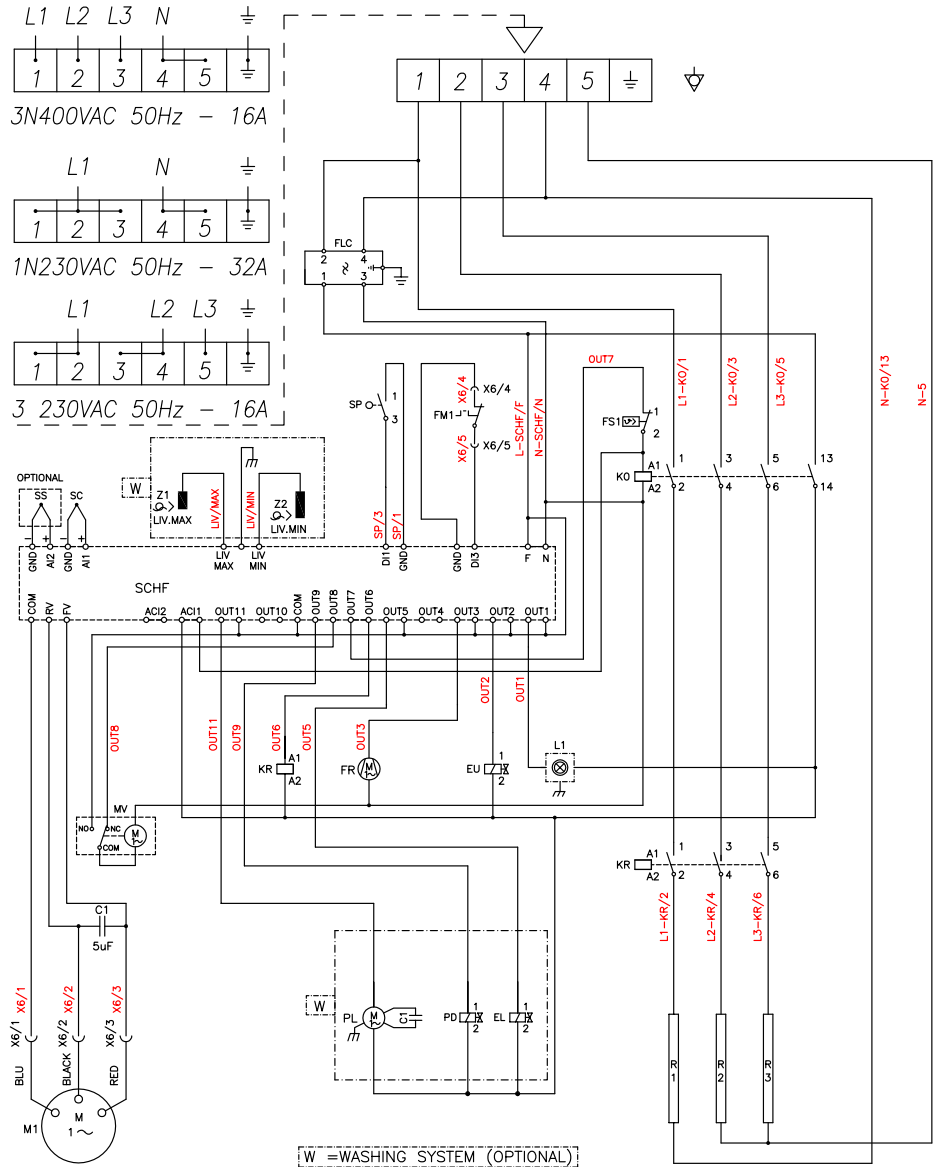 L1 L2 L3 N
1 2 3 4 5
3N400VAC 50Hz - 16A
L1 N
1 2 3 4 5
1N230VAC 50Hz - 32A
L1 L2 L3
1 2 3 4 5
3 230VAC 50Hz - 16A
1 2 3 4 5
FLC
2 4
1 3
OUT7
L1-K0/1
L2-K0/3
L3-K0/5
N-K0/13
N-5
SP
1
3
X6/4
X6/4
FM1
X6/5
X6/5
L-SCHF/F
N-SCHF/N
FS1
1
2
K0
A1
A2
1
2
3
4
5
6
13
14
OPTIONAL
SS
SC
W
Z1
LIV.MAX
LIV/MAX
LIV/MIN
Z2
LIV.MIN
SP/3
SP/1
- + - +
GND AI2 GND AI1
LIV MAX
LIV MIN
DI1 GND
GND DI3
F N
SCHF
COM RV FV
ACI2 ACI1 OUT11 OUT10 COM OUT9 OUT8 OUT7 OUT6 OUT5 OUT4 OUT3 OUT2 OUT1
OUT8
OUT11
OUT9
OUT6
OUT5
OUT3
OUT2
OUT1
KR
A1
A2
FR
M
1~
EU
1
2
L1
MV
NO
NC
COM
M
1~
KR
A1
A2
1
2
3
4
5
6
L1-KR/2
L2-KR/4
L3-KR/6
C1
5uF
X6/1
X6/1
X6/2
X6/2
X6/3
X6/3
BLU
BLACK
RED
M1
M
1~
W
PL
M
1~
C1
PD
1
2
EL
1
2
R1
R2
R3
W =WASHING SYSTEM (OPTIONAL)